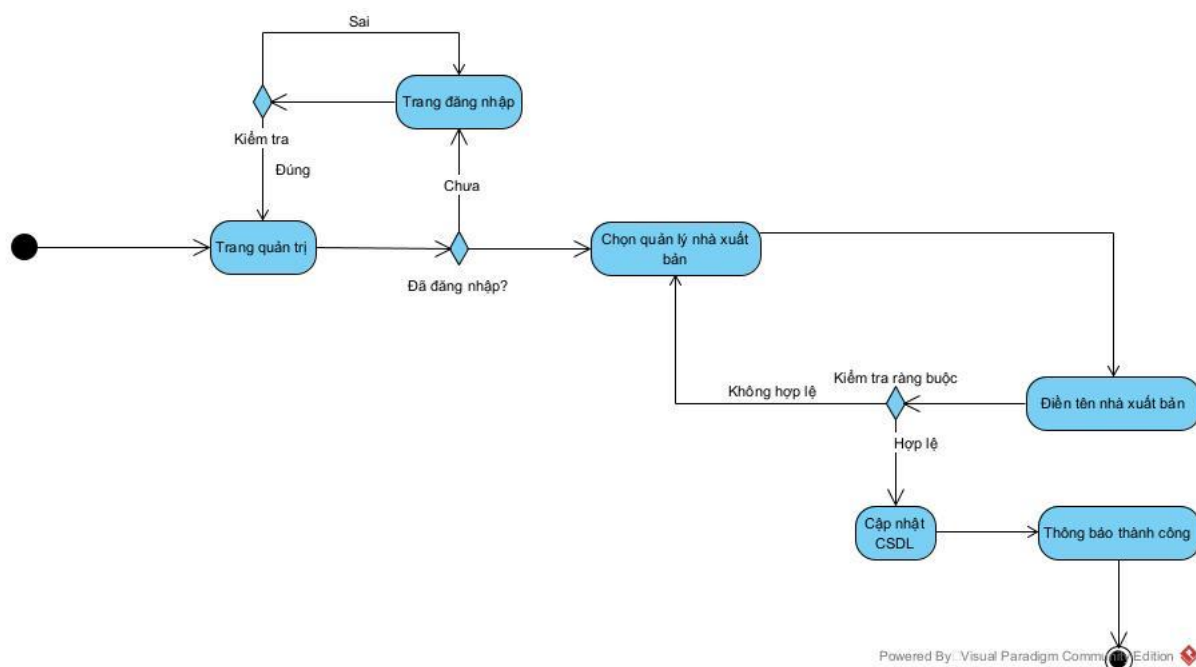 Sai
Trang đăng nhập
Kiểm tra
Đúng
Chưa
Trang quản trị
Đã đăng nhập?
Chọn quản lý nhà xuất
bản
Kiểm tra ràng buộc
Không hợp lệ
Điền tên nhà xuất bản
Hợp lệ
Cập nhật
CSDL
Thông báo thành công
Powered By Visual Paradigm Community Edition